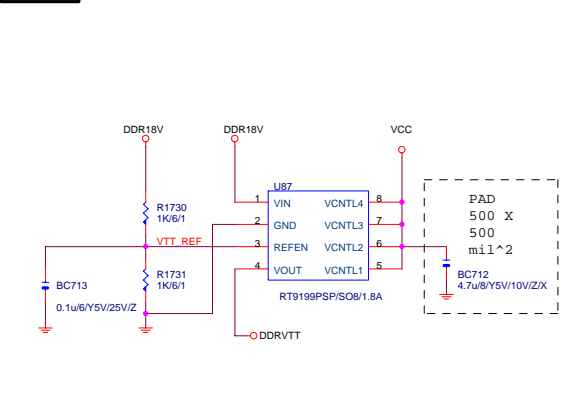 DDR18V
DDR18V
VCC
U87
R1730
1K/6/1
1 VIN VCNTL4 8
2 GND VCNTL3 7
VTT_REF
3 REFEN VCNTL2 6
4 VOUT VCNTL1 5
R1731
1K/6/1
BC713
0.1u/6/Y5V/25V/Z
RT9199PSP/SO8/1.8A
DDRVTT
PAD
500 X
500
mil^2
BC712
4.7u/8/Y5V/10V/Z/X